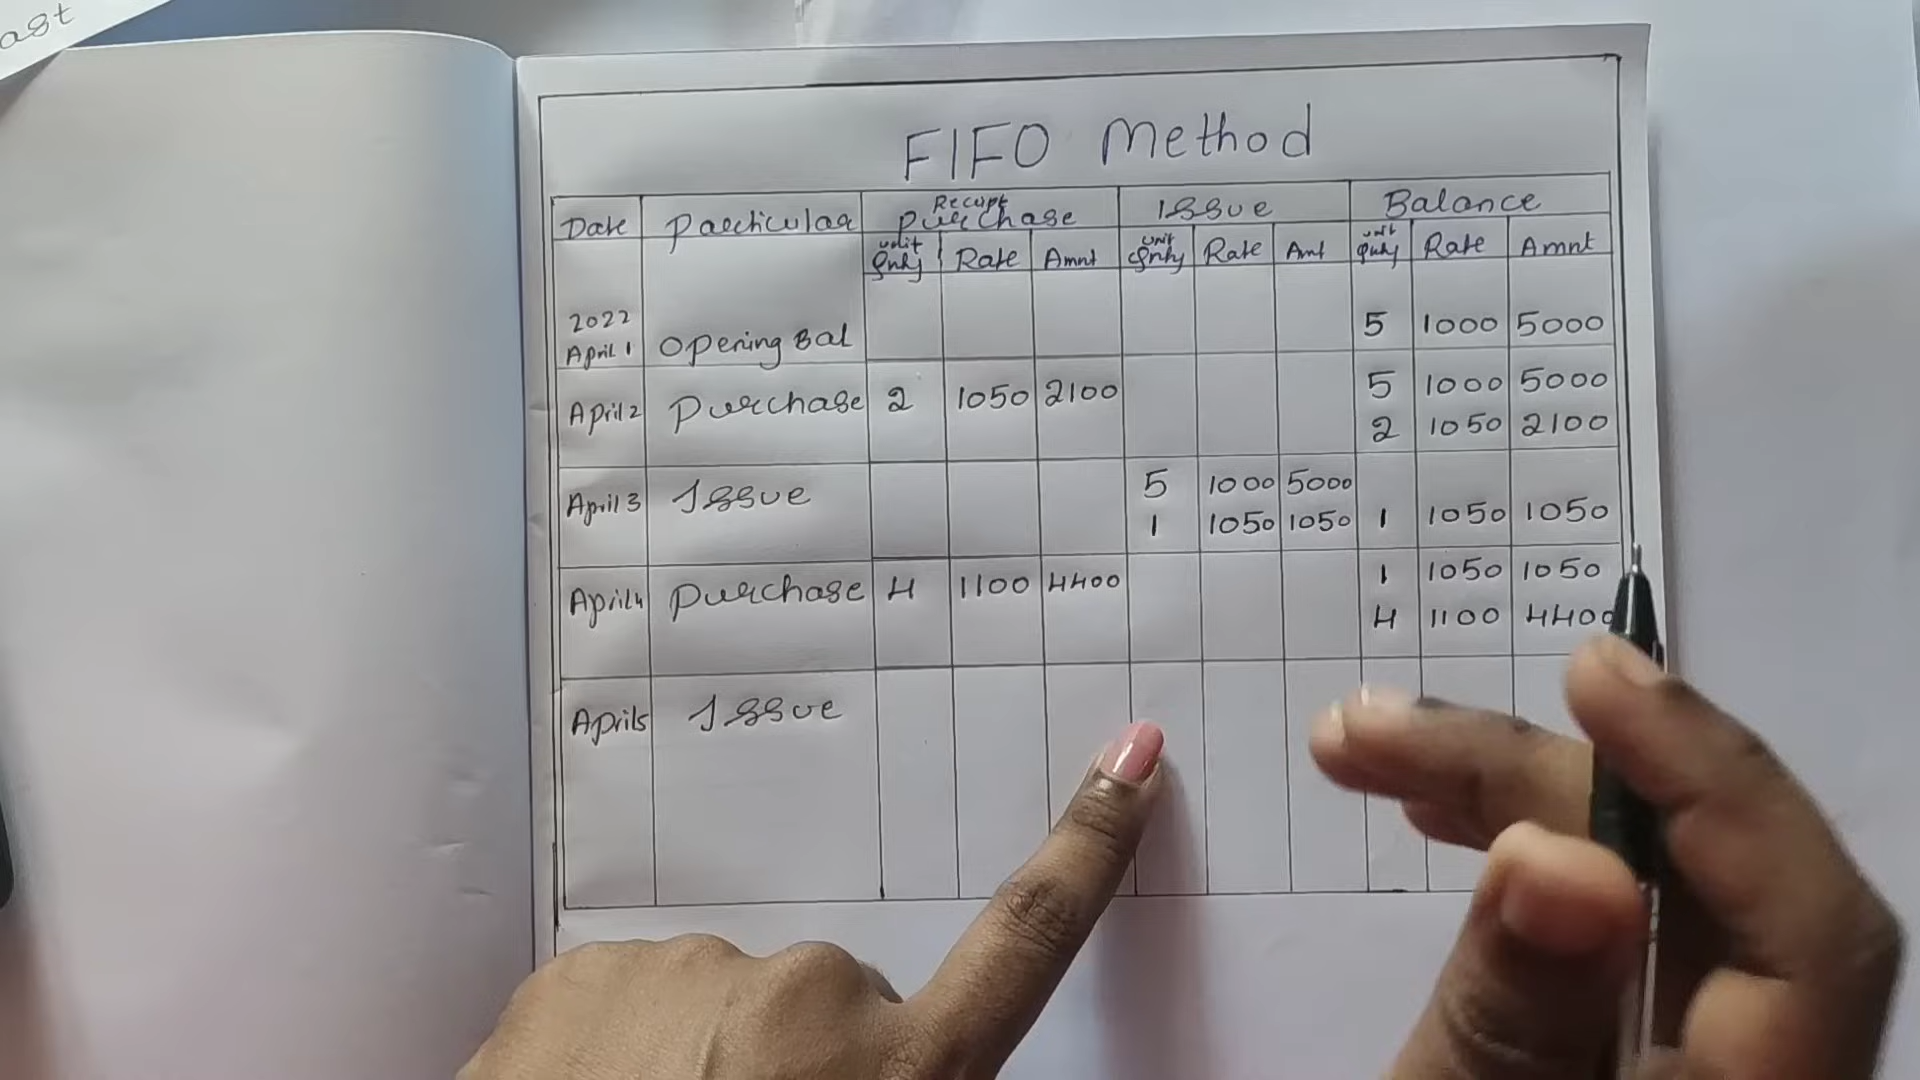 ast
FIFO Method
Date Particular Recupt Purchase Issue Balance
unit Qnty Rate Amnt unit Qnty Rate Amt unit Qnty Rate Amnt
2022
April 1 Opening Bal 5 1000 5000
April 2 Purchase 2 1050 2100 5 1000 5000
2 1050 2100
April 3 Issue 5 1000 5000
1 1050 1050 1 1050 1050
April 4 Purchase 4 1100 4400 1 1050 1050
4 1100 4400
April 5 Issue